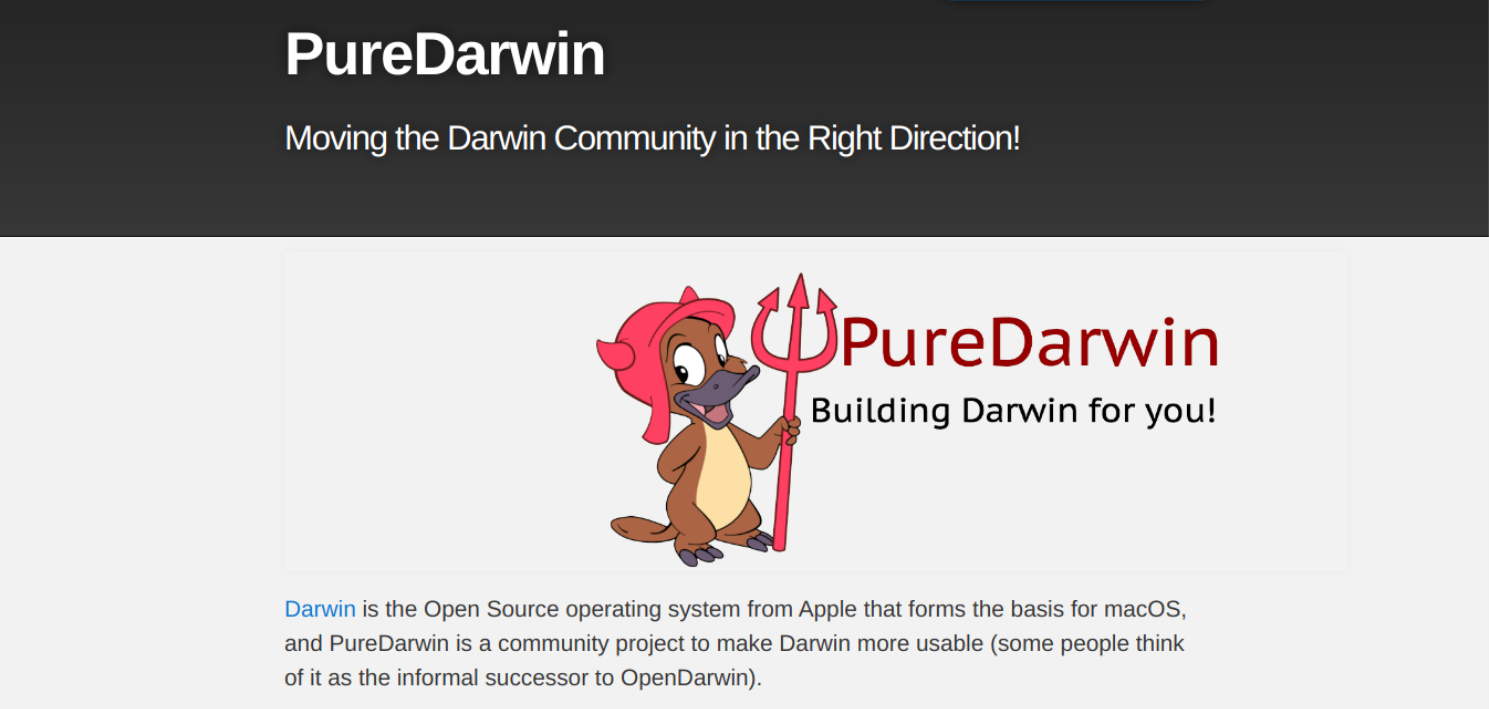 PureDarwin
Moving the Darwin Community in the Right Direction!
PureDarwin
Building Darwin for you!
Darwin is the Open Source operating system from Apple that forms the basis for macOS,
and PureDarwin is a community project to make Darwin more usable (some people think
of it as the informal successor to OpenDarwin).